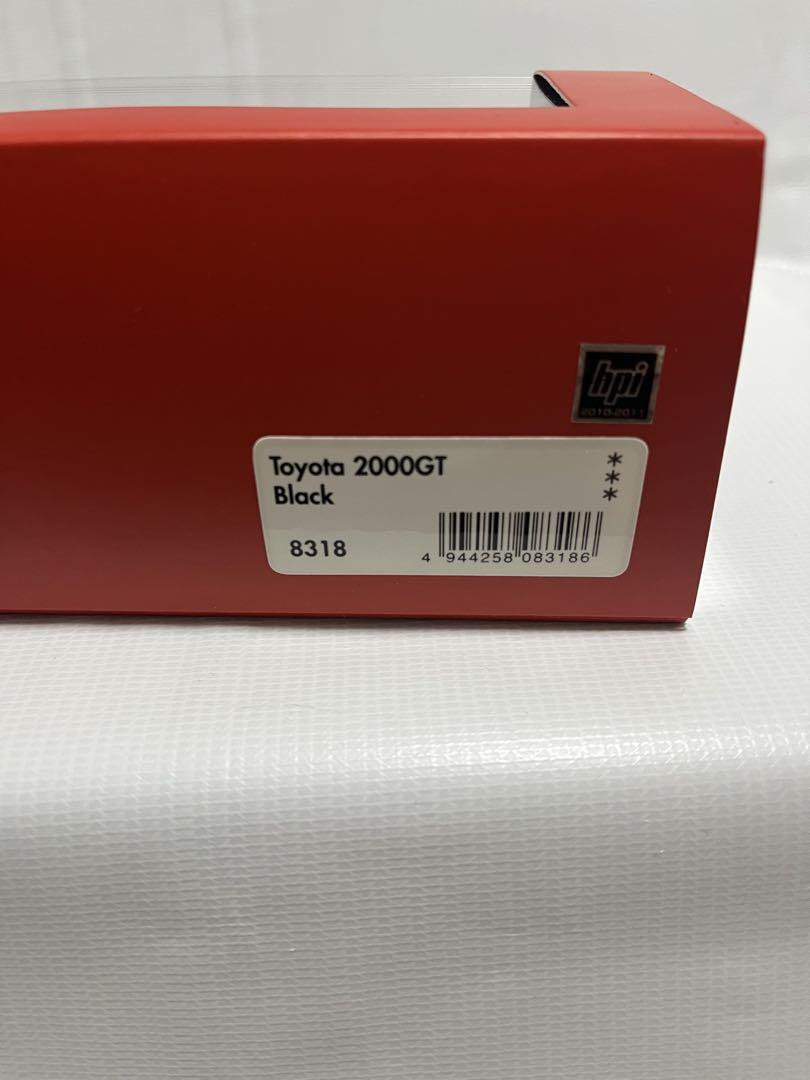 hpi
2010-2011
Toyota 2000GT
Black
***
8318
4 944258 083186